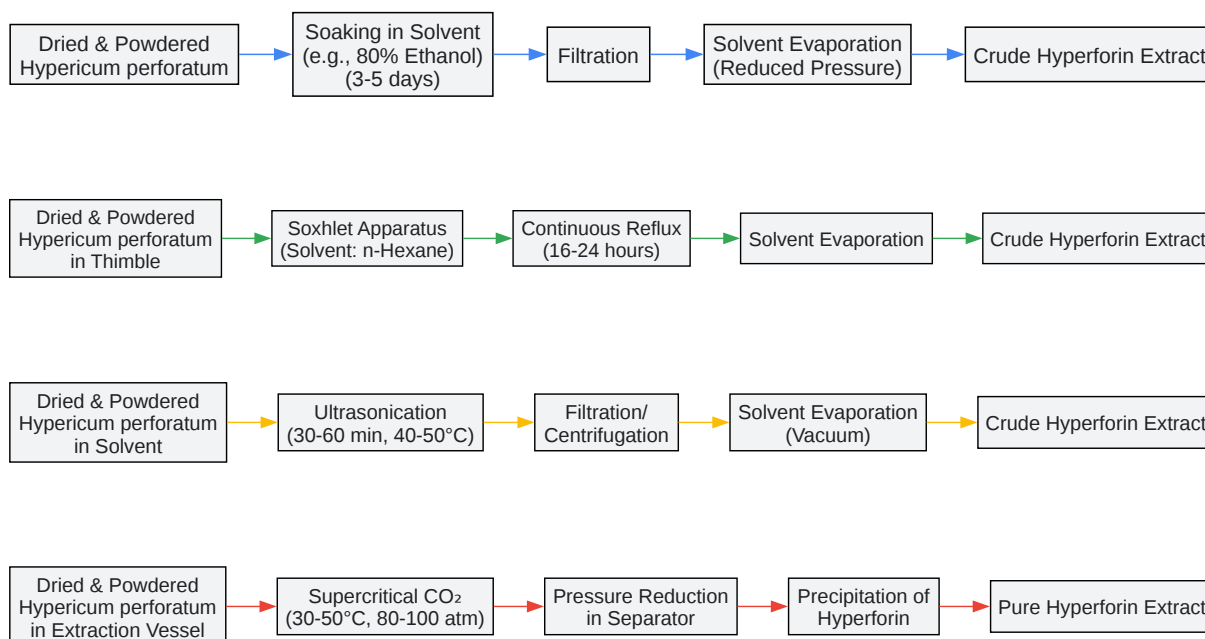 Dried & Powdered
Hypericum perforatum
Soaking in Solvent
(e.g., 80% Ethanol)
(3-5 days)
Filtration
Solvent Evaporation
(Reduced Pressure)
Crude Hyperforin Extract
Dried & Powdered
Hypericum perforatum
in Thimble
Soxhlet Apparatus
(Solvent: n-Hexane)
Continuous Reflux
(16-24 hours)
Solvent Evaporation
Crude Hyperforin Extract
Dried & Powdered
Hypericum perforatum
in Solvent
Ultrasonication
(30-60 min, 40-50°C)
Filtration/
Centrifugation
Solvent Evaporation
(Vacuum)
Crude Hyperforin Extract
Dried & Powdered
Hypericum perforatum
in Extraction Vessel
Supercritical CO₂
(30-50°C, 80-100 atm)
Pressure Reduction
in Separator
Precipitation of
Hyperforin
Pure Hyperforin Extract